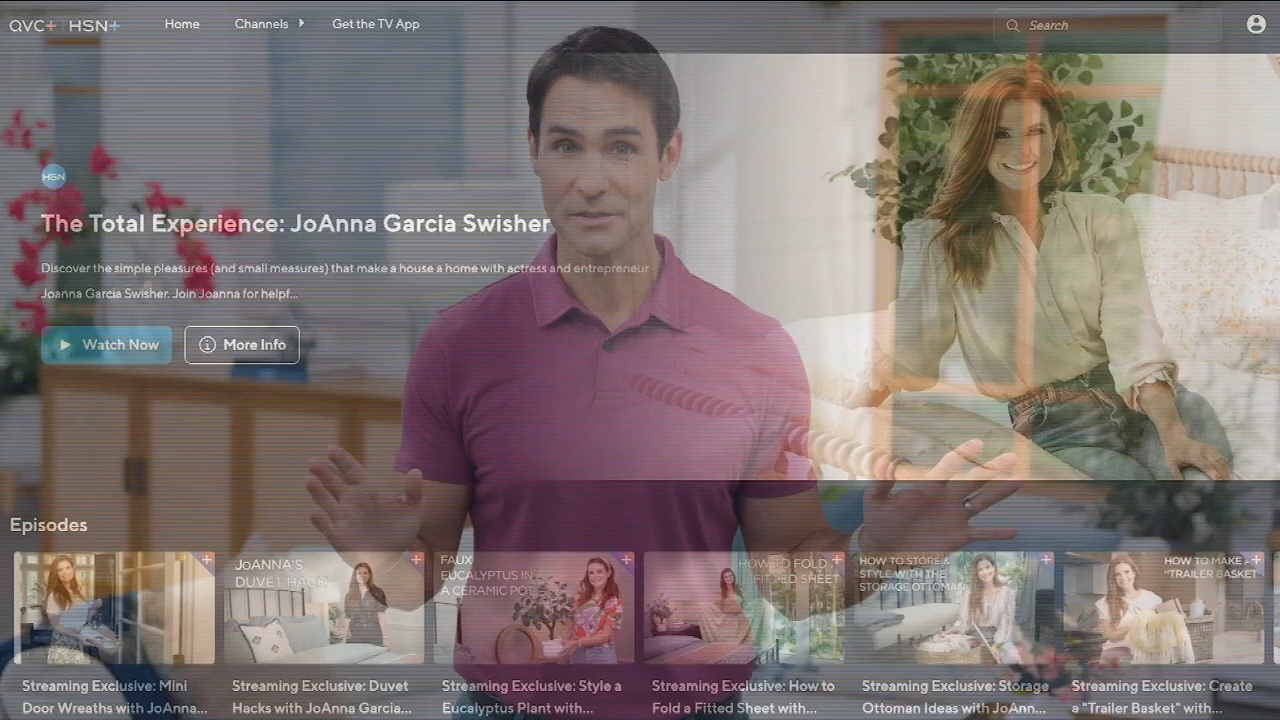 QVC+ HSN+
Home
Channels
Get the TV App
Search
HSN
The Total Experience: JoAnna Garcia Swisher
Discover the simple pleasures (and small measures) that make a house a home with actress and entrepreneur
Joanna Garcia Swisher. Join Joanna for helpf...
Watch Now
More Info
Episodes
JoANNA'S
DUVET HACK
FAUX
EUCALYPTUS IN
A CERAMIC POT
HOW TO FOLD A
FITTED SHEET
HOW TO STORE &
STYLE WITH THE
STORAGE OTTOMAN
HOW TO MAKE A
"TRAILER BASKET"
Streaming Exclusive: Mini
Door Wreaths with JoAnna...
Streaming Exclusive: Duvet
Hacks with JoAnna Garcia...
Streaming Exclusive: Style a
Eucalyptus Plant with...
Streaming Exclusive: How to
Fold a Fitted Sheet with...
Streaming Exclusive: Storage
Ottoman Ideas with JoAnn...
Streaming Exclusive: Create
a "Trailer Basket" with...